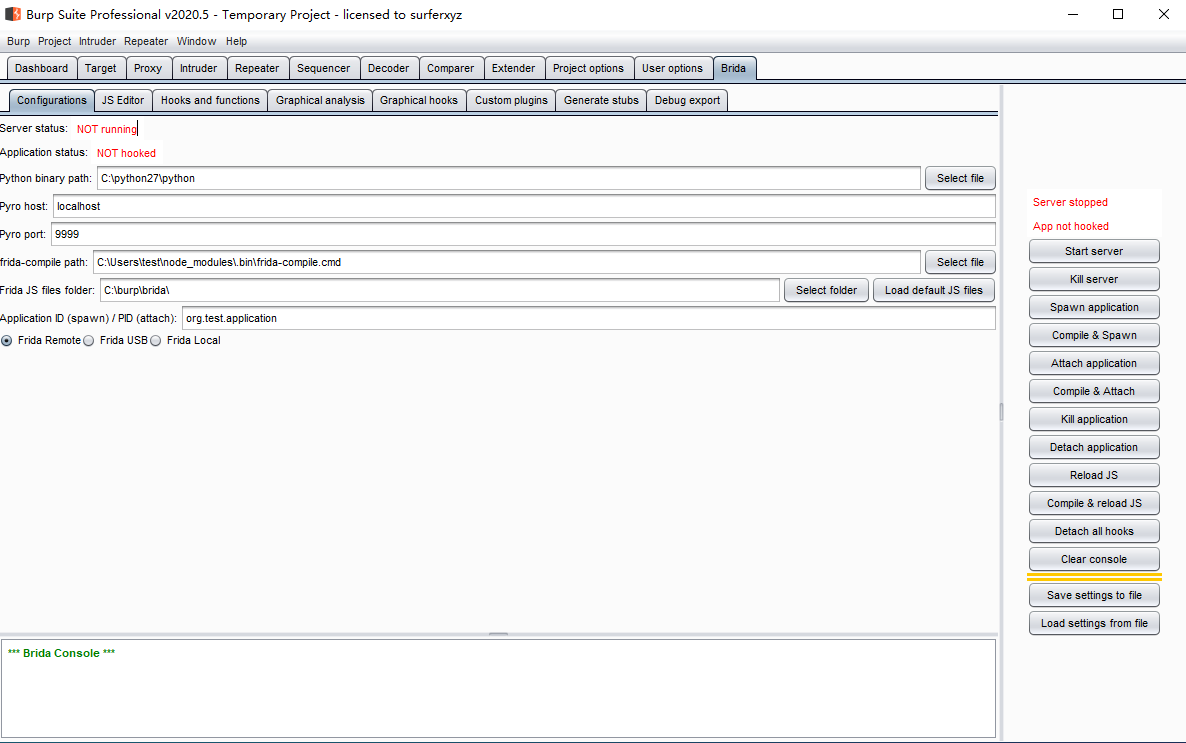 Burp Suite Professional v2020.5 - Temporary Project - licensed to surferxyz
Burp Project Intruder Repeater Window Help
Dashboard Target Proxy Intruder Repeater Sequencer Decoder Comparer Extender Project options User options Brida
Configurations JS Editor Hooks and functions Graphical analysis Graphical hooks Custom plugins Generate stubs Debug export
Server status: NOT running
Application status: NOT hooked
Python binary path: C:\python27\python Select file
Pyro host: localhost
Pyro port: 9999
frida-compile path: C:\Users\test\node_modules\.bin\frida-compile.cmd Select file
Frida JS files folder: C:\burp\brida\ Select folder Load default JS files
Application ID (spawn) / PID (attach): org.test.application
Frida Remote Frida USB Frida Local
Server stopped
App not hooked
Start server
Kill server
Spawn application
Compile & Spawn
Attach application
Compile & Attach
Kill application
Detach application
Reload JS
Compile & reload JS
Detach all hooks
Clear console
Save settings to file
Load settings from file
*** Brida Console ***